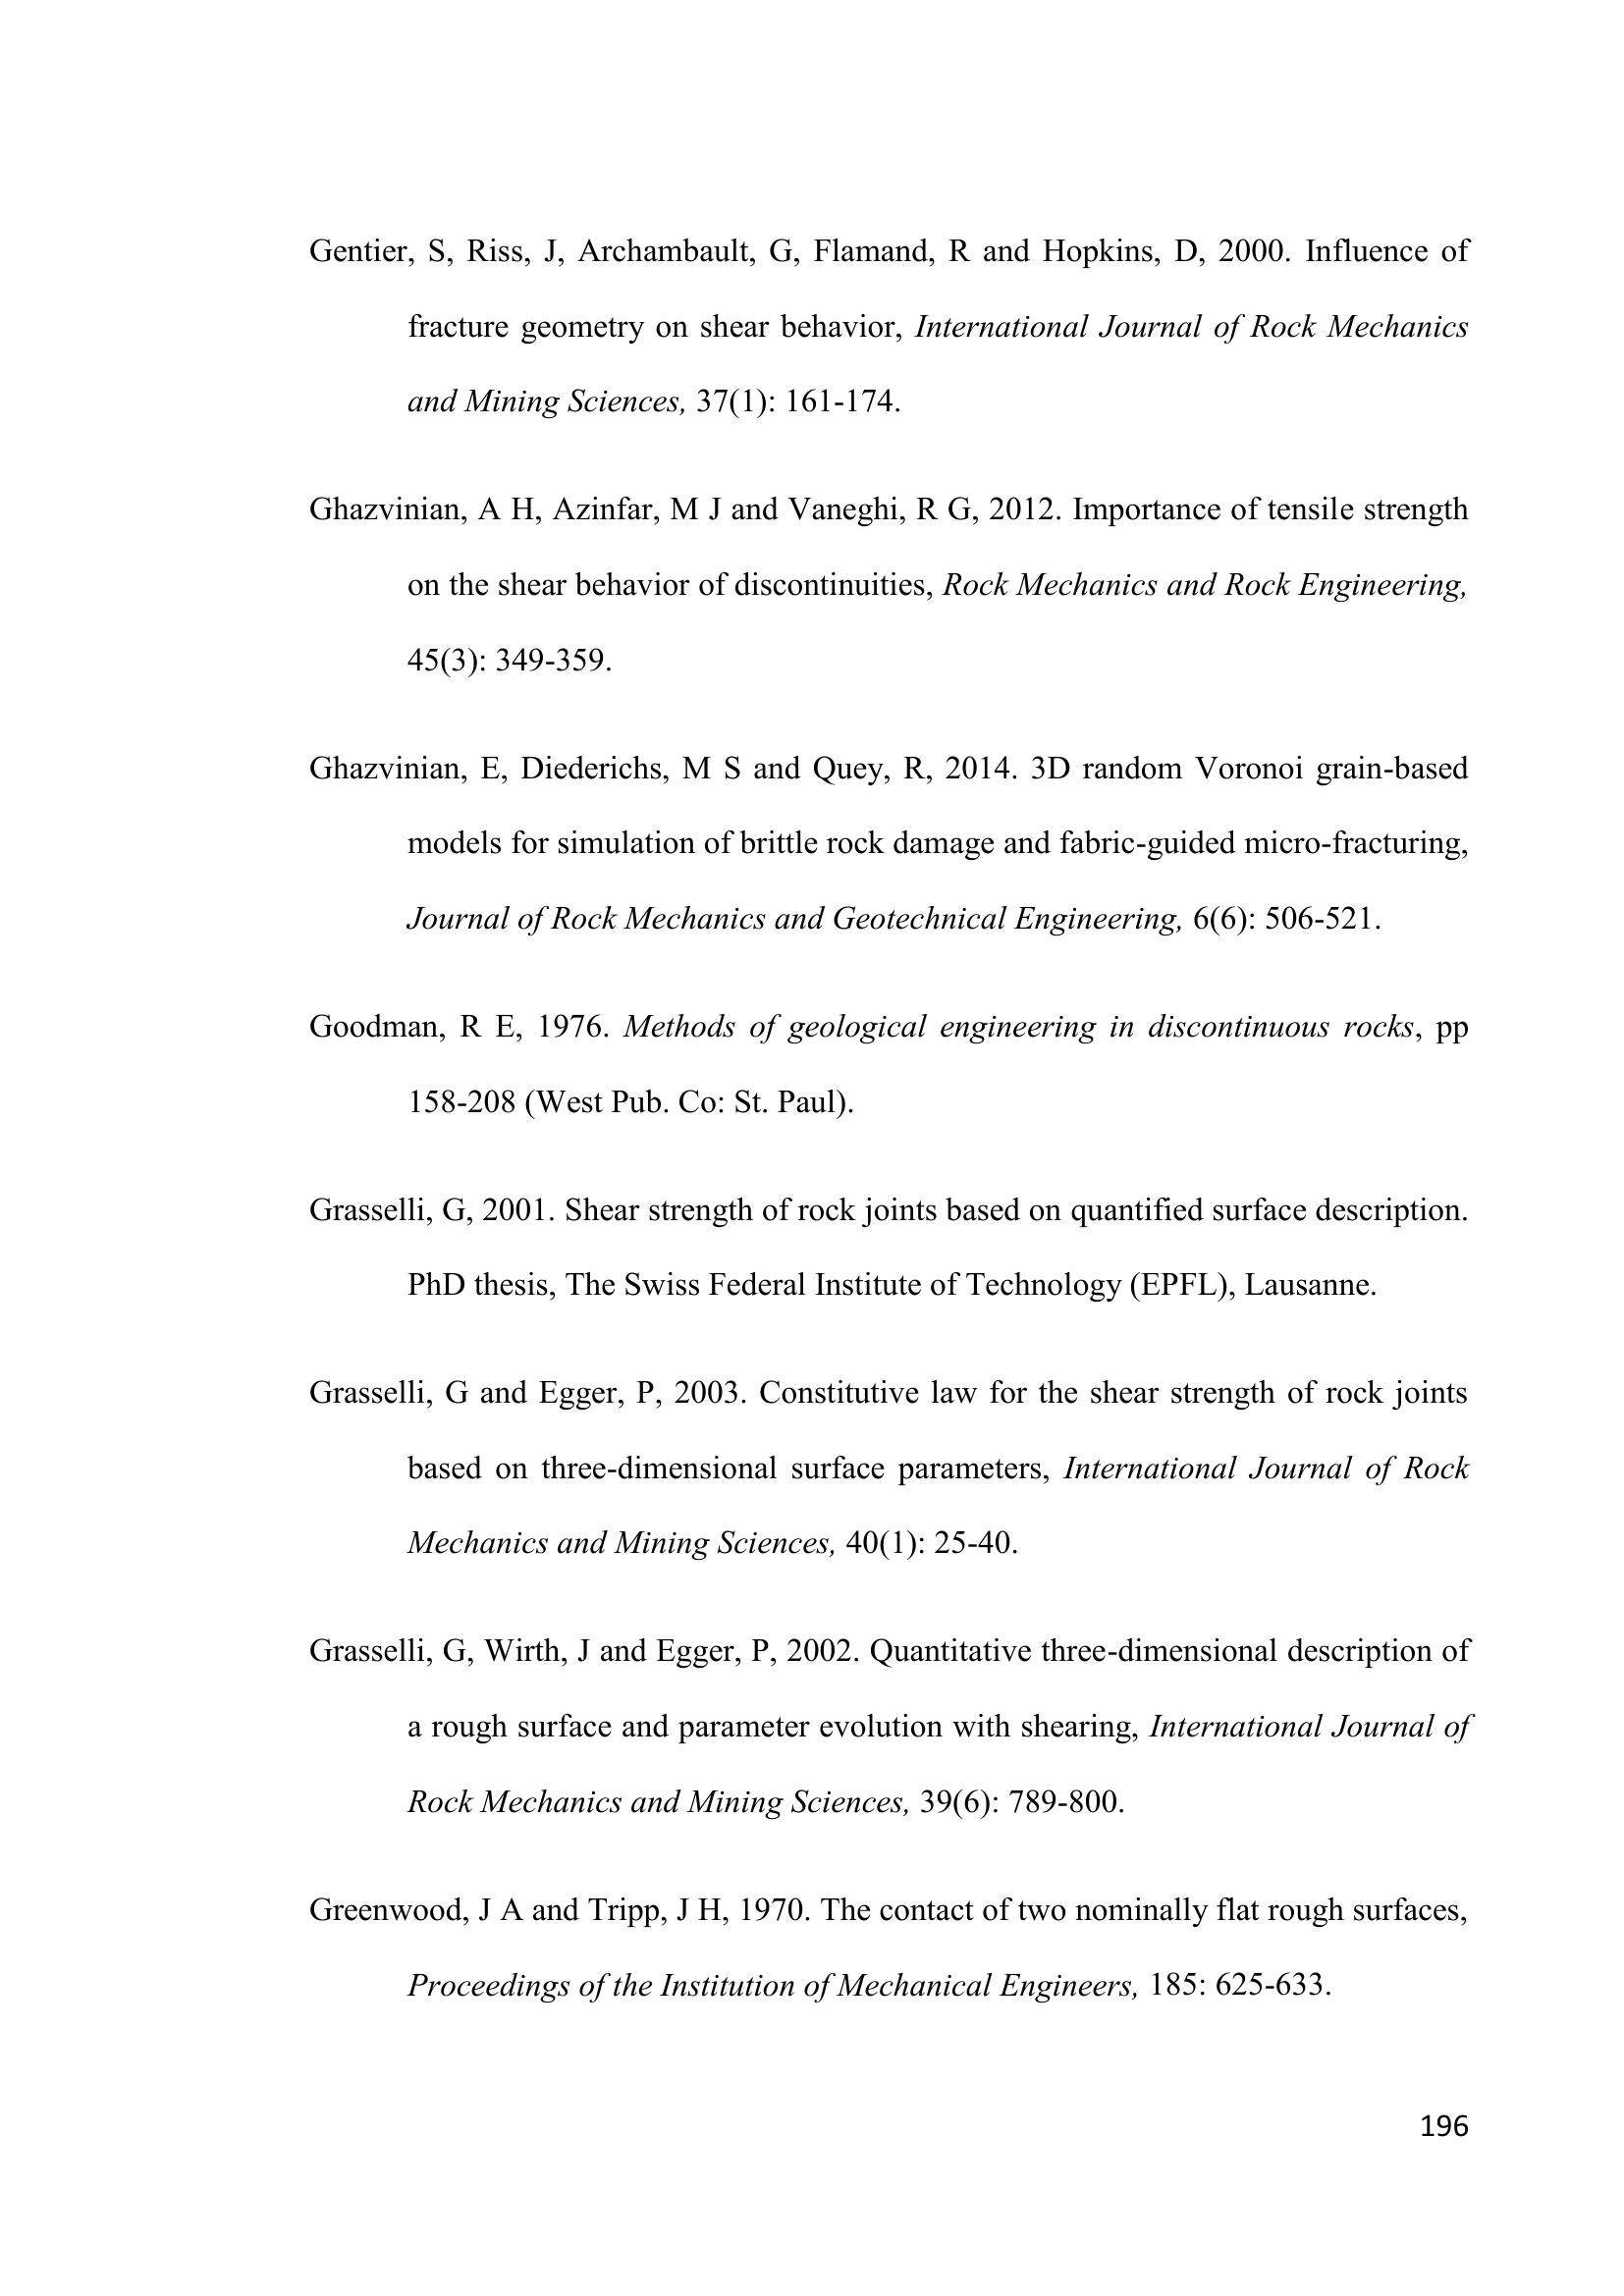 Gentier, S, Riss, J, Archambault, G, Flamand, R and Hopkins, D, 2000. Influence of
fracture geometry on shear behavior, International Journal of Rock Mechanics
and Mining Sciences, 37(1): 161-174.
Ghazvinian, A H, Azinfar, M J and Vaneghi, R G, 2012. Importance of tensile strength
on the shear behavior of discontinuities, Rock Mechanics and Rock Engineering,
45(3): 349-359.
Ghazvinian, E, Diederichs, M S and Quey, R, 2014. 3D random Voronoi grain-based
models for simulation of brittle rock damage and fabric-guided micro-fracturing,
Journal of Rock Mechanics and Geotechnical Engineering, 6(6): 506-521.
Goodman, R E, 1976. Methods of geological engineering in discontinuous rocks, pp
158-208 (West Pub. Co: St. Paul).
Grasselli, G, 2001. Shear strength of rock joints based on quantified surface description.
PhD thesis, The Swiss Federal Institute of Technology (EPFL), Lausanne.
Grasselli, G and Egger, P, 2003. Constitutive law for the shear strength of rock joints
based on three-dimensional surface parameters, International Journal of Rock
Mechanics and Mining Sciences, 40(1): 25-40.
Grasselli, G, Wirth, J and Egger, P, 2002. Quantitative three-dimensional description of
a rough surface and parameter evolution with shearing, International Journal of
Rock Mechanics and Mining Sciences, 39(6): 789-800.
Greenwood, J A and Tripp, J H, 1970. The contact of two nominally flat rough surfaces,
Proceedings of the Institution of Mechanical Engineers, 185: 625-633.
196